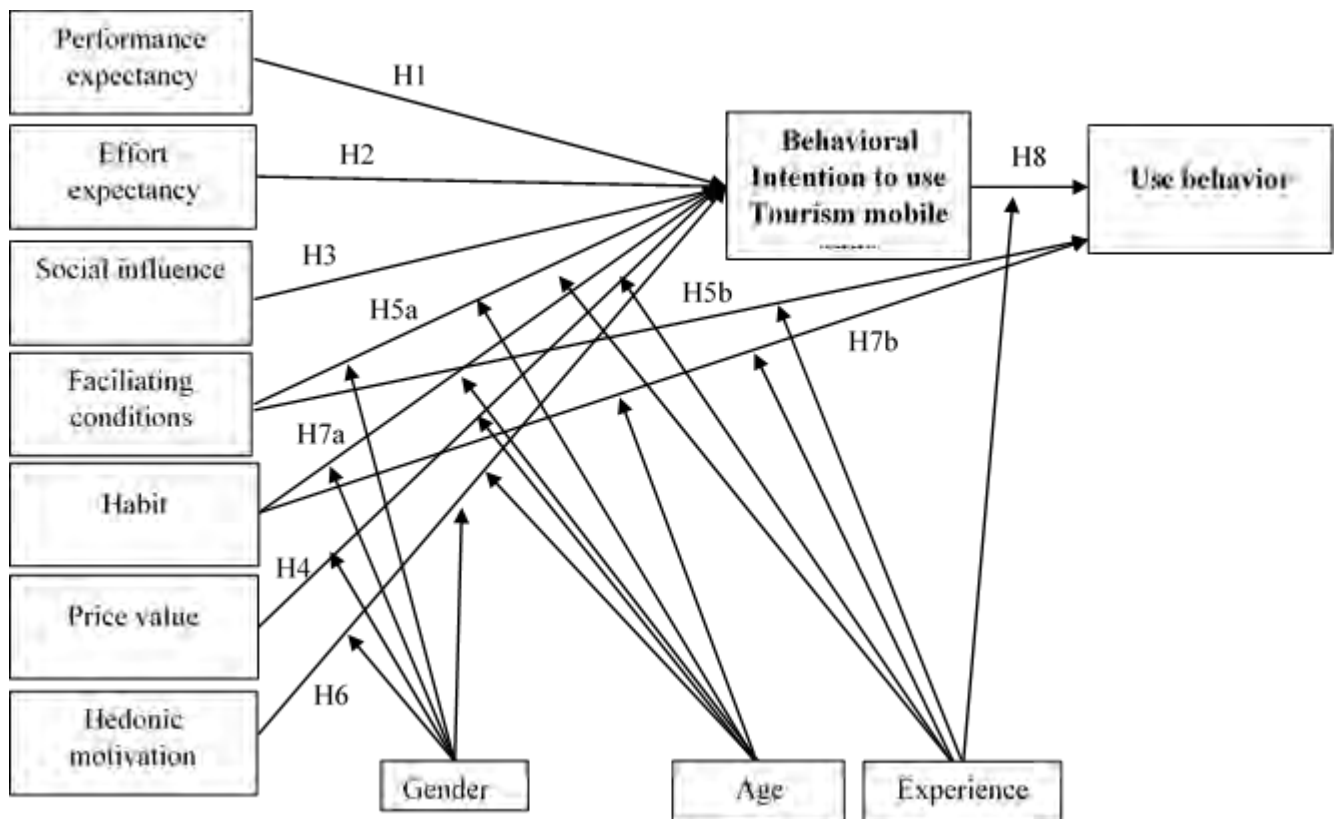 Performance
expectancy
H1
Effort
expectancy
H2
Behavioral
Intention to use
Tourism mobile
H8
Use behavior
Social influence
H3
H5a
H5b
Faciliating
conditions
H7b
H7a
Habit
H4
Price value
H6
Hedonic
motivation
Gender
Age
Experience